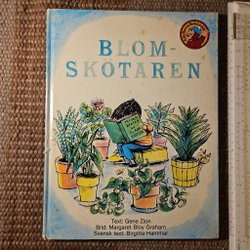 BLOM-
SKÖTAREN
Text: Gene Zion
Bild: Margaret Bloy Graham
Svensk text: Birgitta Hammar